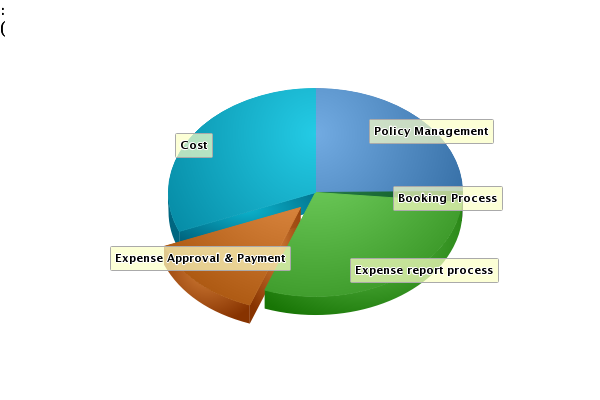 :
(
Policy Management
Cost
Booking Process
Expense Approval & Payment
Expense report process